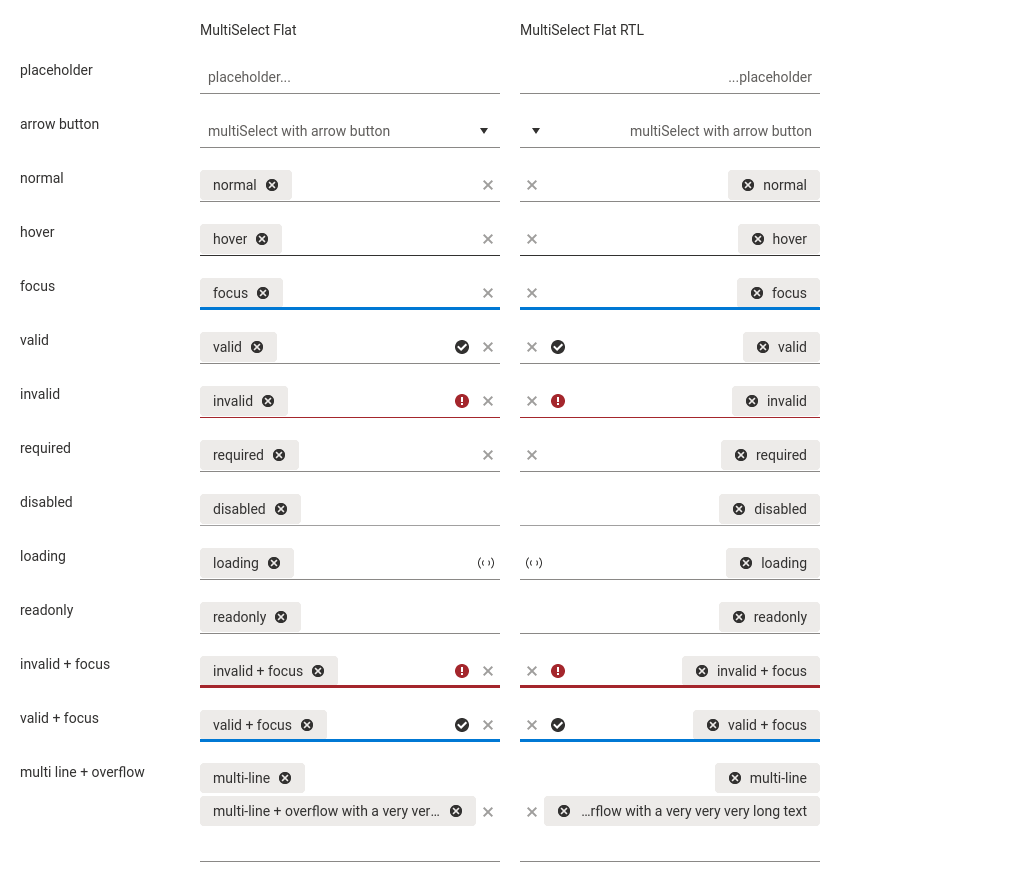 MultiSelect Flat MultiSelect Flat RTL
placeholder placeholder... ...placeholder
arrow button multiSelect with arrow button multiSelect with arrow button
normal normal normal
hover hover hover
focus focus focus
valid valid valid
invalid invalid invalid
required required required
disabled disabled disabled
loading loading loading
readonly readonly readonly
invalid + focus invalid + focus invalid + focus
valid + focus valid + focus valid + focus
multi line + overflow multi-line multi-line
multi-line + overflow with a very ver... ...rflow with a very very very long text